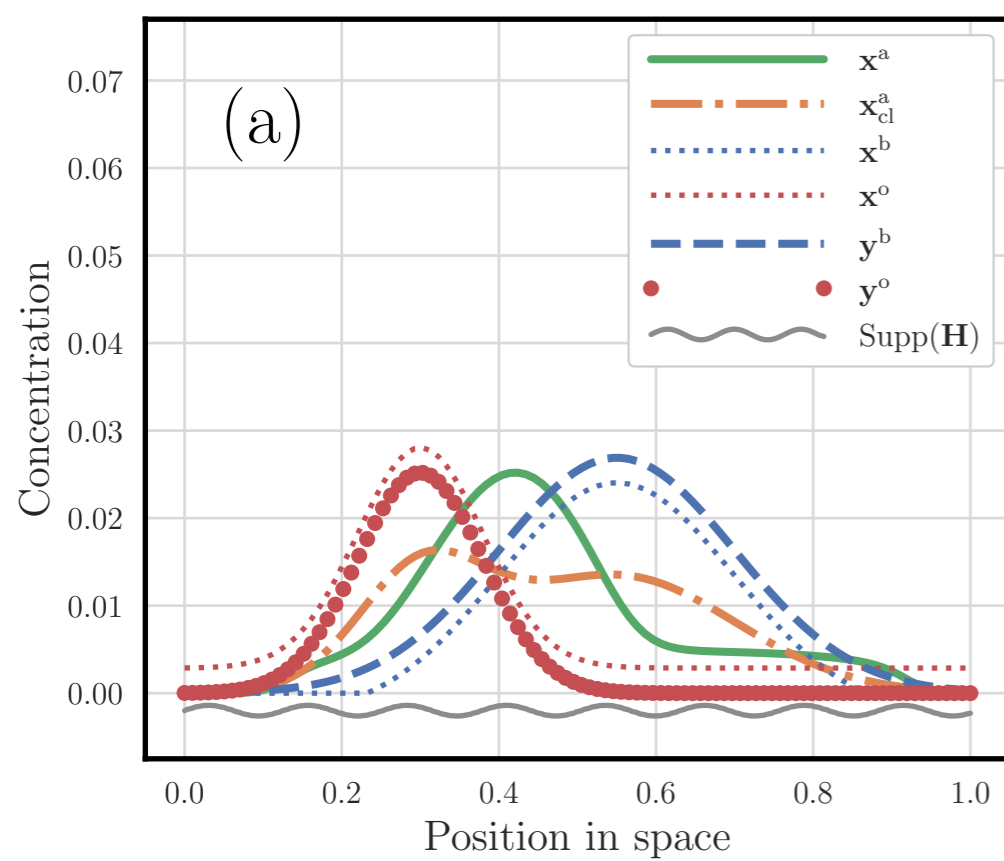 (a)
x^a
x^a_cl
x^b
x^o
y^b
y^o
Supp(H)
Concentration
0.07
0.06
0.05
0.04
0.03
0.02
0.01
0.00
0.0 0.2 0.4 0.6 0.8 1.0
Position in space